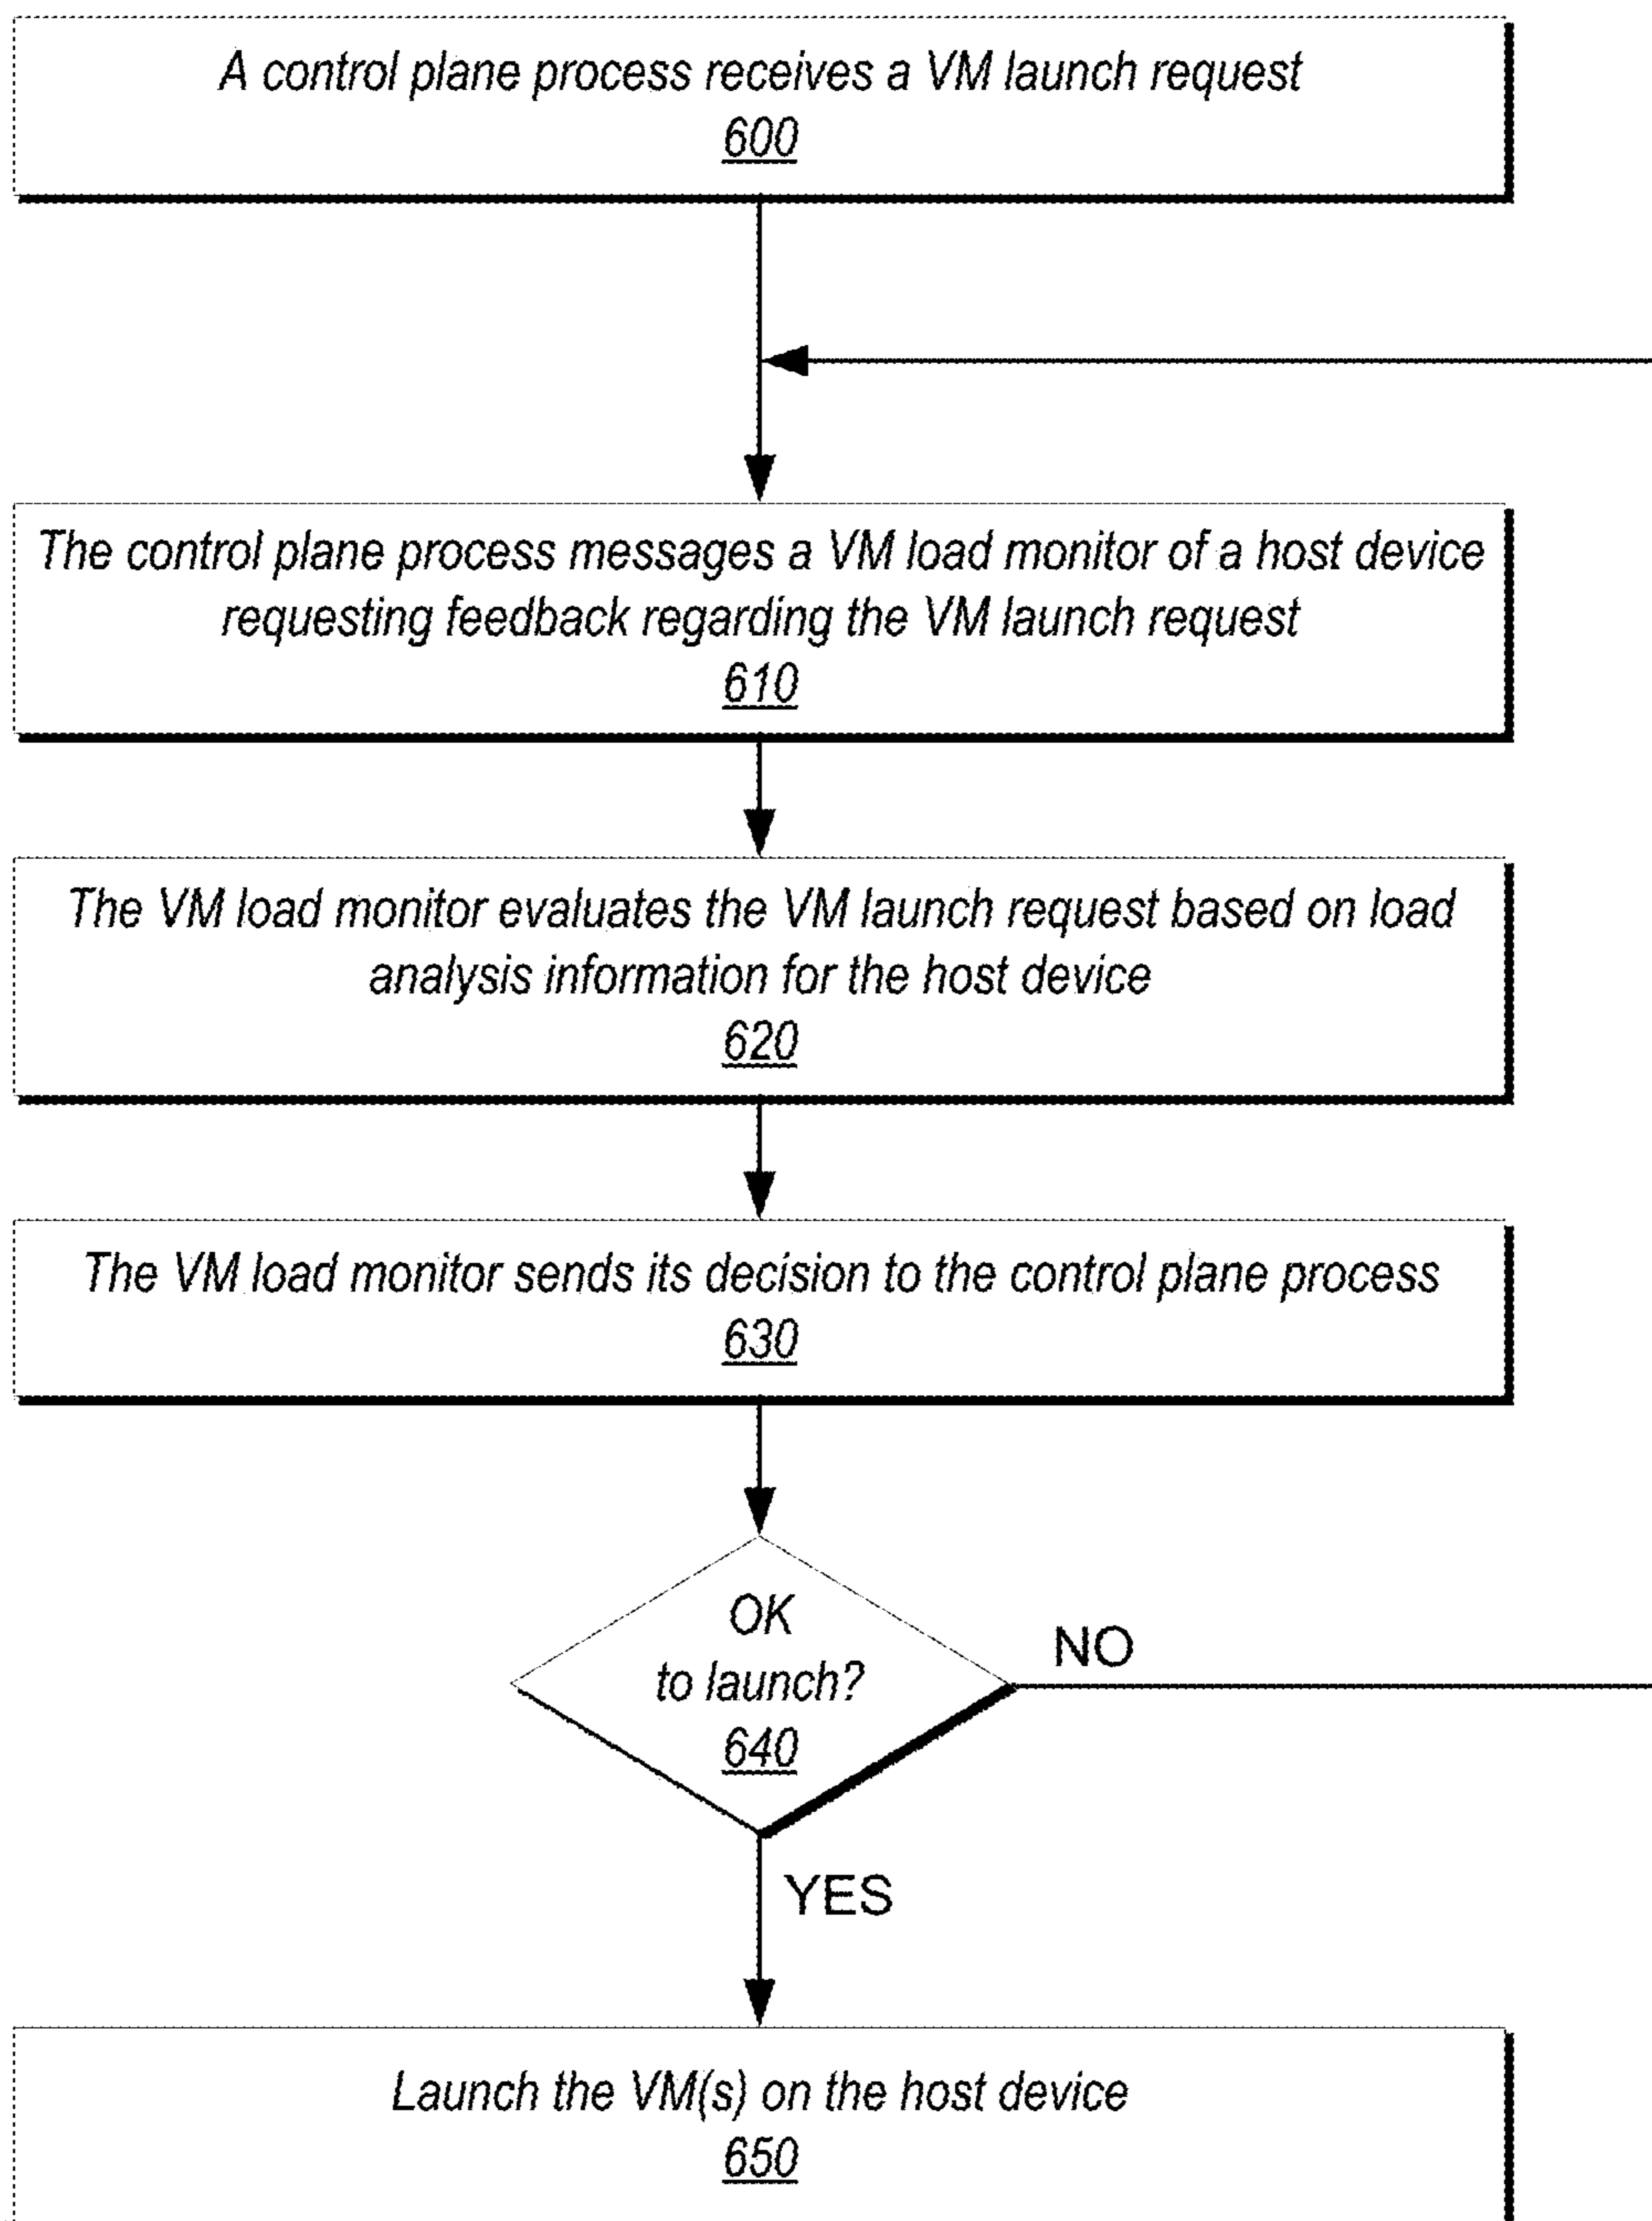 A control plane process receives a VM launch request
600
The control plane process messages a VM load monitor of a host device
requesting feedback regarding the VM launch request
610
The VM load monitor evaluates the VM launch request based on load
analysis information for the host device
620
The VM load monitor sends its decision to the control plane process
630
OK
to launch?
640
NO
YES
Launch the VM(s) on the host device
650